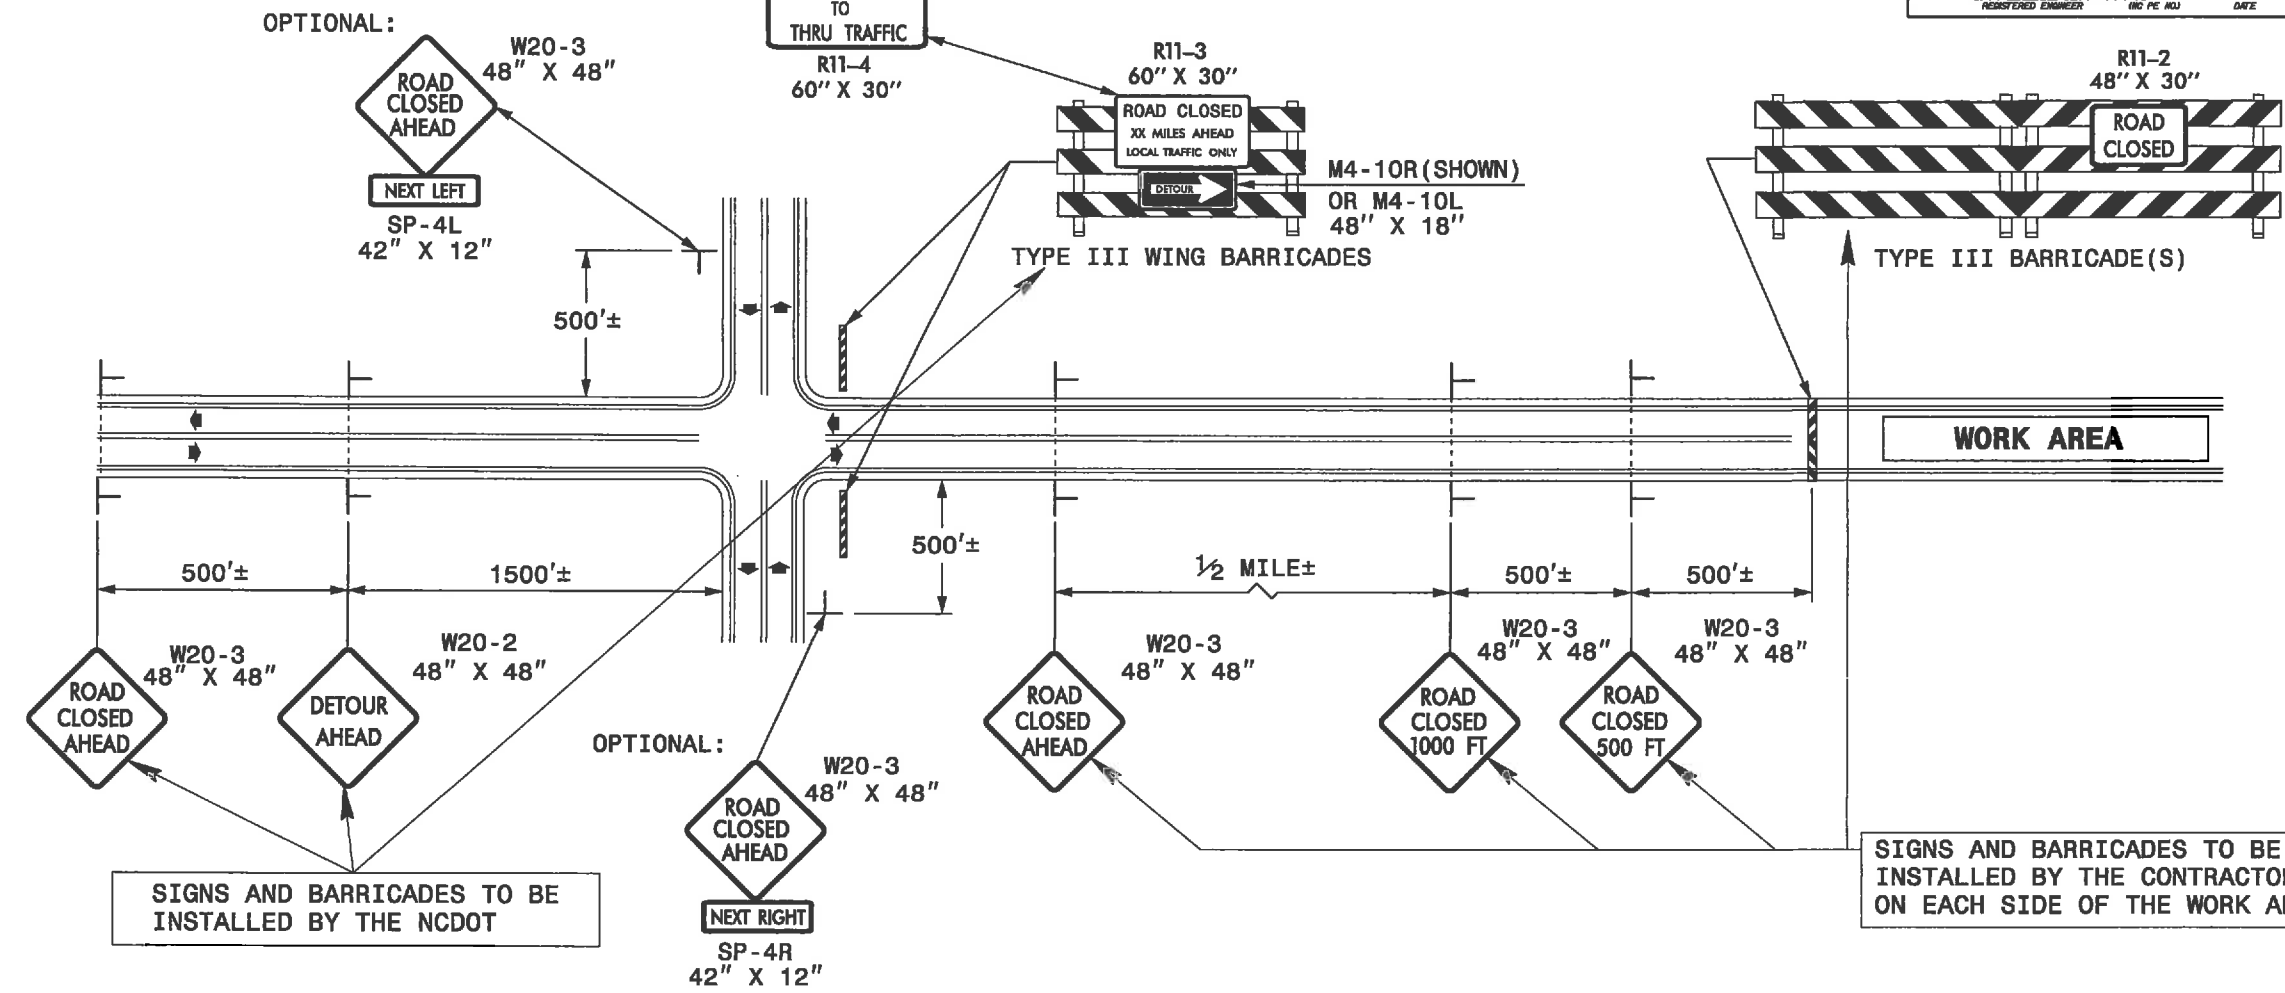 OPTIONAL:
W20-3
48" X 48"
ROAD
CLOSED
AHEAD
NEXT LEFT
SP-4L
42" X 12"
TO
THRU TRAFFIC
R11-4
60" X 30"
R11-3
60" X 30"
ROAD CLOSED
XX MILES AHEAD
LOCAL TRAFFIC ONLY
DETOUR
M4-10R(SHOWN)
OR M4-10L
48" X 18"
TYPE III WING BARRICADES
REGISTERED ENGINEER (NC PE NO.) DATE
R11-2
48" X 30"
ROAD
CLOSED
TYPE III BARRICADE(S)
500'±
WORK AREA
500'±
1500'±
500'±
1/2 MILE±
500'±
500'±
W20-3
48" X 48"
ROAD
CLOSED
AHEAD
W20-2
48" X 48"
DETOUR
AHEAD
OPTIONAL:
W20-3
48" X 48"
ROAD
CLOSED
AHEAD
NEXT RIGHT
SP-4R
42" X 12"
W20-3
48" X 48"
ROAD
CLOSED
AHEAD
W20-3
48" X 48"
ROAD
CLOSED
1000 FT
W20-3
48" X 48"
ROAD
CLOSED
500 FT
SIGNS AND BARRICADES TO BE
INSTALLED BY THE NCDOT
SIGNS AND BARRICADES TO BE
INSTALLED BY THE CONTRACTOR
ON EACH SIDE OF THE WORK A